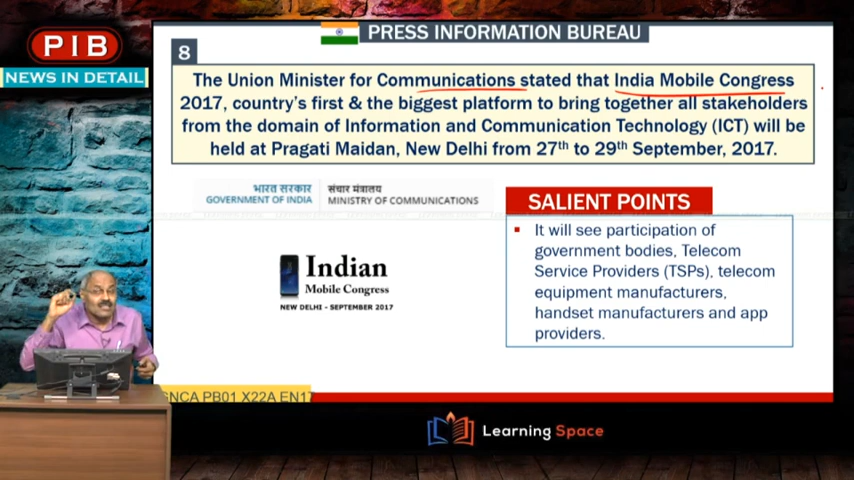 PIB
NEWS IN DETAIL
PRESS INFORMATION BUREAU
8
The Union Minister for Communications stated that India Mobile Congress
2017, country's first & the biggest platform to bring together all stakeholders
from the domain of Information and Communication Technology (ICT) will be
held at Pragati Maidan, New Delhi from 27th to 29th September, 2017.
भारत सरकार
GOVERNMENT OF INDIA
संचार मंत्रालय
MINISTRY OF COMMUNICATIONS
SALIENT POINTS
It will see participation of
government bodies, Telecom
Service Providers (TSPs), telecom
equipment manufacturers,
handset manufacturers and app
providers.
Indian
Mobile Congress
NEW DELHI - SEPTEMBER 2017
SNCA PB01 X22A EN17
Learning Space